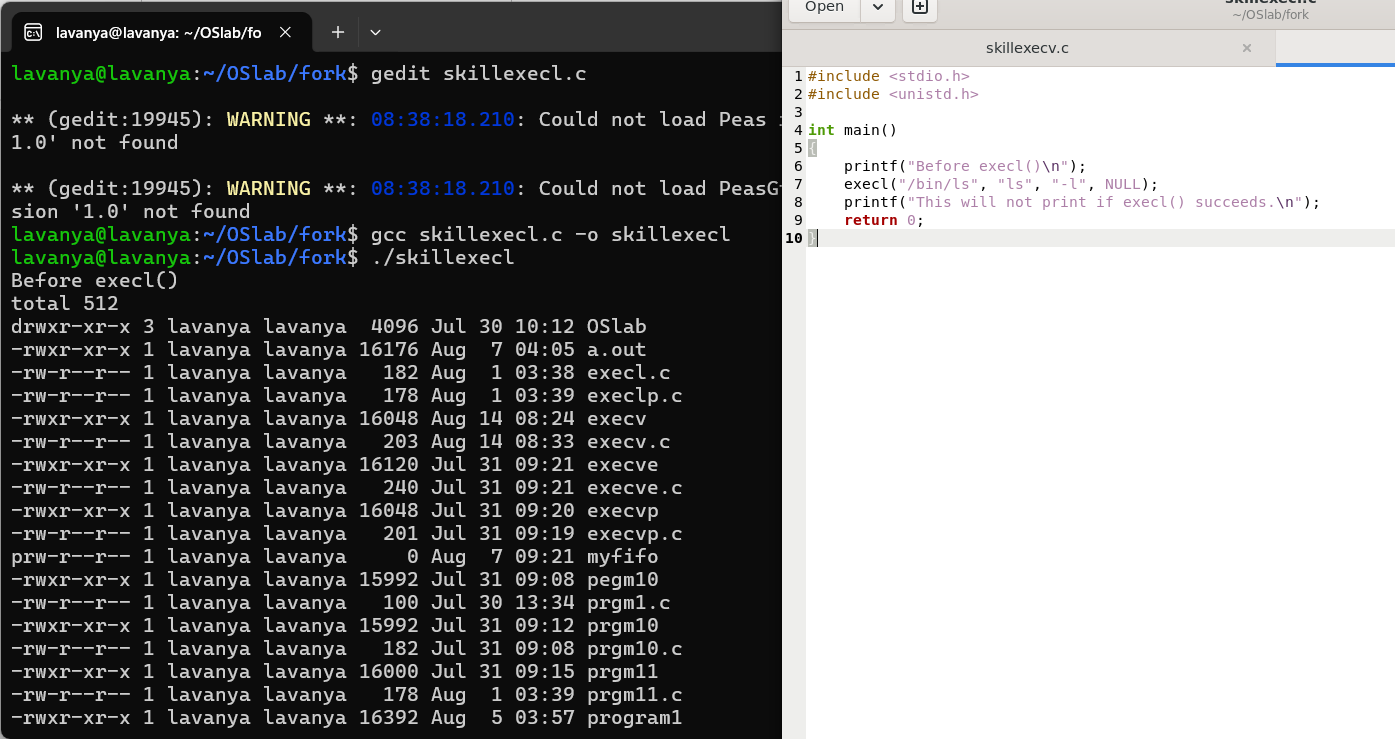 lavanya@lavanya: ~/OSlab/fo
lavanya@lavanya:~/OSlab/fork$ gedit skillexecl.c
** (gedit:19945): WARNING **: 08:38:18.210: Could not load Peas
1.0' not found
** (gedit:19945): WARNING **: 08:38:18.210: Could not load PeasG
sion '1.0' not found
lavanya@lavanya:~/OSlab/fork$ gcc skillexecl.c -o skillexecl
lavanya@lavanya:~/OSlab/fork$ ./skillexecl
Before execl()
total 512
drwxr-xr-x 3 lavanya lavanya  4096 Jul 30 10:12 OSlab
-rwxr-xr-x 1 lavanya lavanya 16176 Aug  7 04:05 a.out
-rw-r--r-- 1 lavanya lavanya   182 Aug  1 03:38 execl.c
-rw-r--r-- 1 lavanya lavanya   178 Aug  1 03:39 execlp.c
-rwxr-xr-x 1 lavanya lavanya 16048 Aug 14 08:24 execv
-rw-r--r-- 1 lavanya lavanya   203 Aug 14 08:33 execv.c
-rwxr-xr-x 1 lavanya lavanya 16120 Jul 31 09:21 execve
-rw-r--r-- 1 lavanya lavanya   240 Jul 31 09:21 execve.c
-rwxr-xr-x 1 lavanya lavanya 16048 Jul 31 09:20 execvp
-rw-r--r-- 1 lavanya lavanya   201 Jul 31 09:19 execvp.c
prw-r--r-- 1 lavanya lavanya     0 Aug  7 09:21 myfifo
-rwxr-xr-x 1 lavanya lavanya 15992 Jul 31 09:08 pegm10
-rw-r--r-- 1 lavanya lavanya   100 Jul 30 13:34 prgm1.c
-rwxr-xr-x 1 lavanya lavanya 15992 Jul 31 09:12 prgm10
-rw-r--r-- 1 lavanya lavanya   182 Jul 31 09:08 prgm10.c
-rwxr-xr-x 1 lavanya lavanya 16000 Jul 31 09:15 prgm11
-rw-r--r-- 1 lavanya lavanya   178 Aug  1 03:39 prgm11.c
-rwxr-xr-x 1 lavanya lavanya 16392 Aug  5 03:57 program1
Open
~/OSlab/fork
skillexecv.c
1 #include <stdio.h>
2 #include <unistd.h>
3
4 int main()
5 {
6     printf("Before execl()\n");
7     execl("/bin/ls", "ls", "-l", NULL);
8     printf("This will not print if execl() succeeds.\n");
9     return 0;
10 }